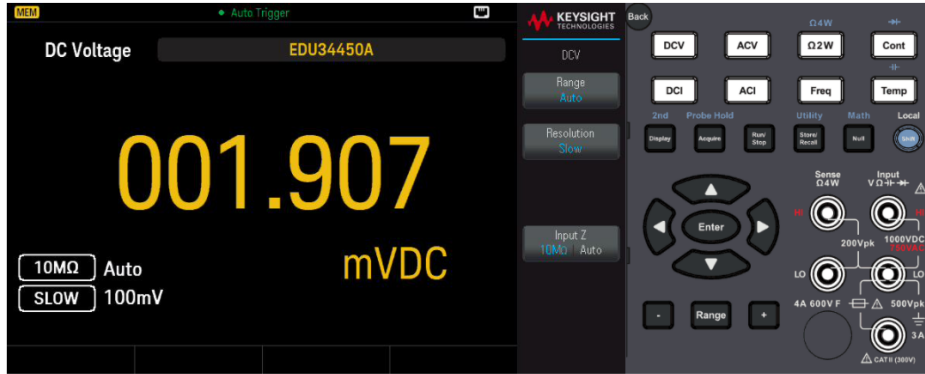 MEM
Auto Trigger
DC Voltage
EDU34450A
001.907
mVDC
10MΩ Auto
SLOW 100mV
KEYSIGHT
TECHNOLOGIES
DCV
Range
Auto
Resolution
Slow
Input Z
10MΩ Auto
Back
Ω4W
DCV ACV Ω2W Cont
DCI ACI Freq Temp
2nd Probe Hold Utility Math Local
Display Acquire Run/Stop Store/Recall Null Shift
Enter
- Range +
Sense
Ω4W
Input
VΩ
HI HI
200Vpk
1000VDC
750VAC
LO LO
4A 600V F
500Vpk
3A
CAT II (300V)